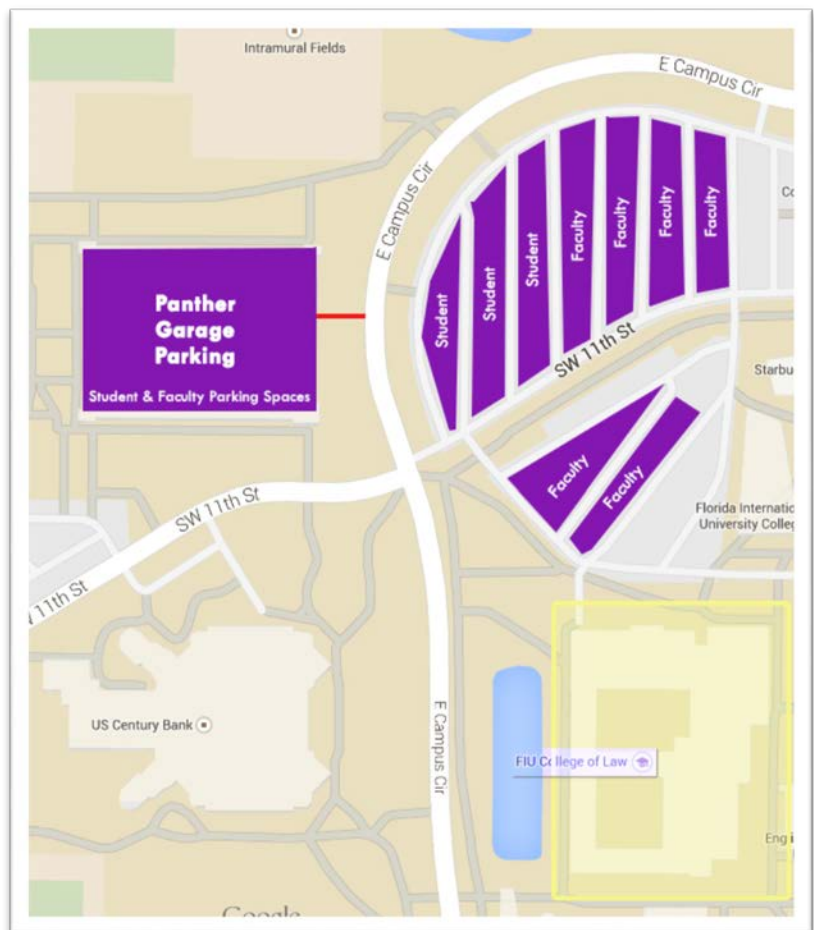 Intramural Fields
E Campus Cir
E Campus Cir
Panther
Garage
Parking
Student & Faculty Parking Spaces
Student
Student
Student
Faculty
Faculty
Faculty
Faculty
SW 11th St
Starbu
Faculty
Faculty
SW 11th St
Florida Internatio
University Colleg
11th St
US Century Bank
E Campus Cir
FIU College of Law
Eng i
Google